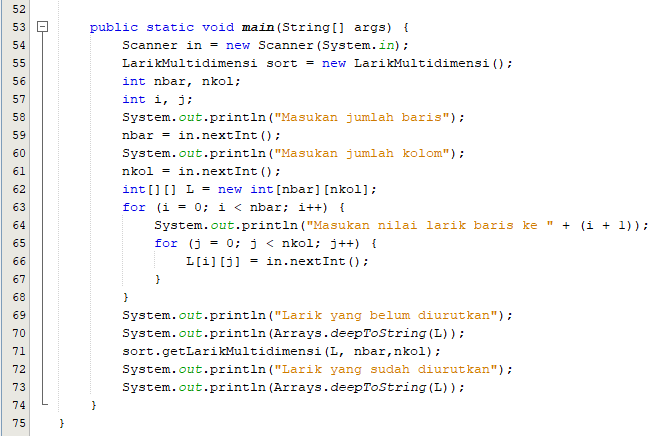 52
53 public static void main(String[] args) {
54 Scanner in = new Scanner(System.in);
55 LarikMultidimensi sort = new LarikMultidimensi();
56 int nbar, nkol;
57 int i, j;
58 System.out.println("Masukan jumlah baris");
59 nbar = in.nextInt();
60 System.out.println("Masukan jumlah kolom");
61 nkol = in.nextInt();
62 int[][] L = new int[nbar][nkol];
63 for (i = 0; i < nbar; i++) {
64 System.out.println("Masukan nilai larik baris ke " + (i + 1));
65 for (j = 0; j < nkol; j++) {
66 L[i][j] = in.nextInt();
67 }
68 }
69 System.out.println("Larik yang belum diurutkan");
70 System.out.println(Arrays.deepToString(L));
71 sort.getLarikMultidimensi(L, nbar,nkol);
72 System.out.println("Larik yang sudah diurutkan");
73 System.out.println(Arrays.deepToString(L));
74 }
75 }